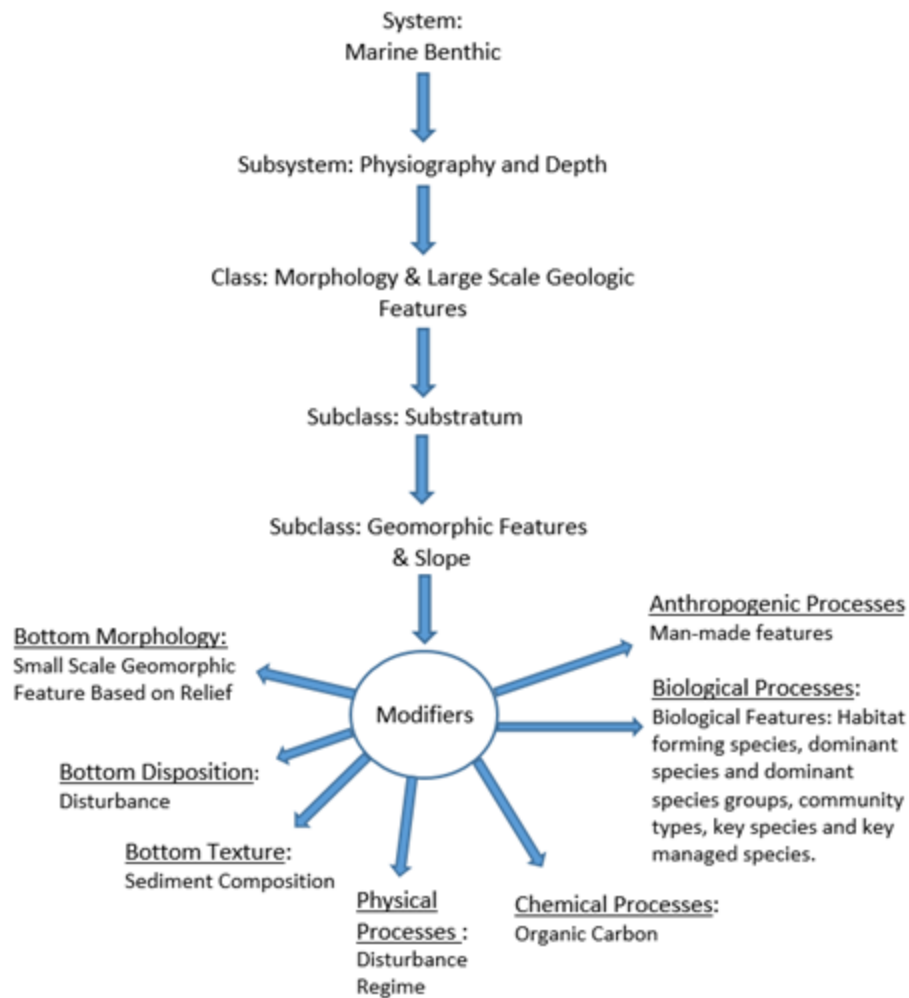 System:
Marine Benthic
Subsystem: Physiography and Depth
Class: Morphology & Large Scale Geologic
Features
Subclass: Substratum
Subclass: Geomorphic Features
& Slope
Modifiers
Bottom Morphology:
Small Scale Geomorphic
Feature Based on Relief
Bottom Disposition:
Disturbance
Bottom Texture:
Sediment Composition
Physical
Processes :
Disturbance
Regime
Chemical Processes:
Organic Carbon
Biological Processes:
Biological Features: Habitat
forming species, dominant
species and dominant
species groups, community
types, key species and key
managed species.
Anthropogenic Processes
Man-made features